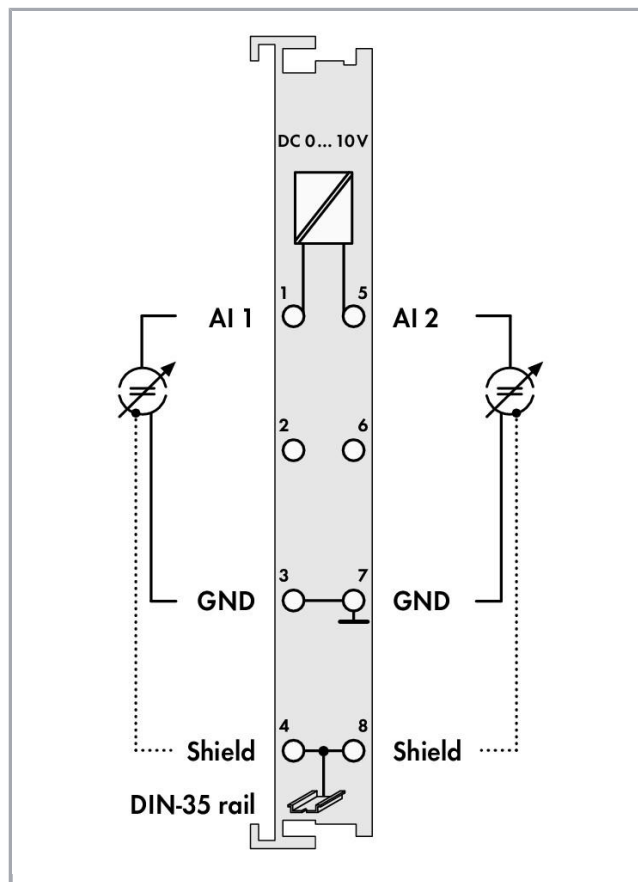 DC 0... 10V
1 5
AI 1 AI 2
2 6
3 7
GND GND
4 8
Shield Shield
DIN-35 rail